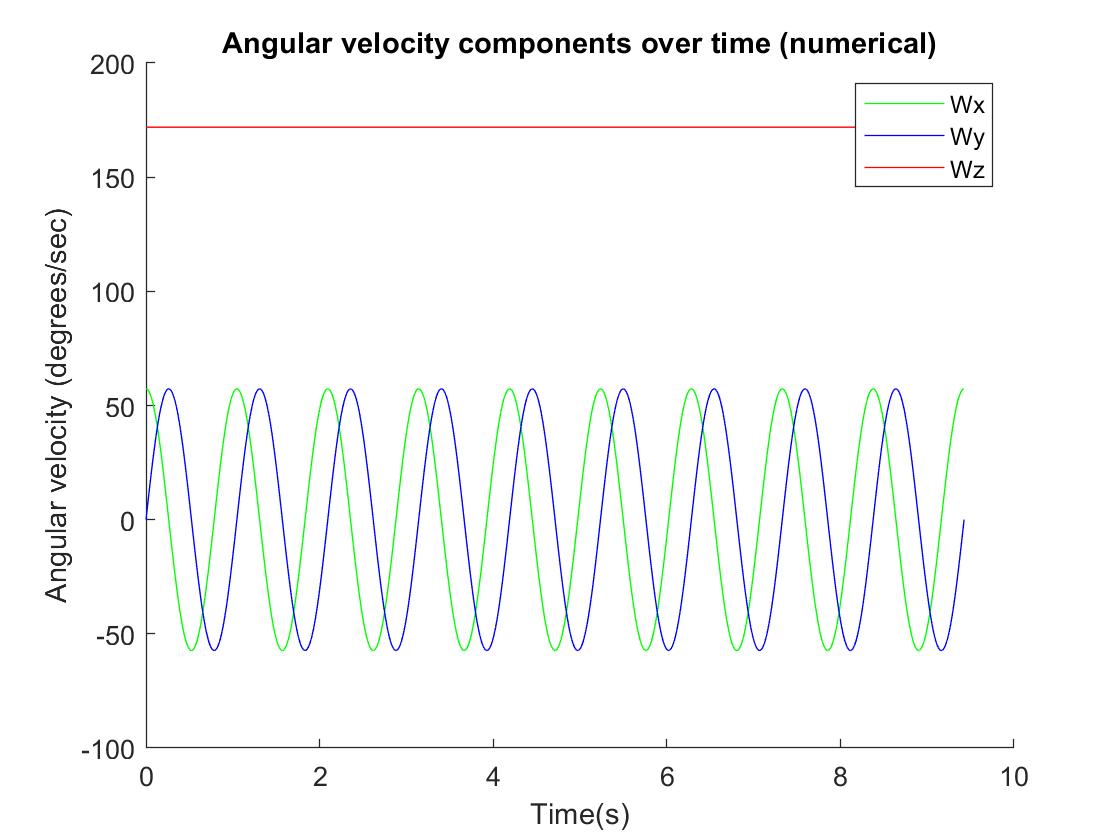 Angular velocity components over time (numerical)
200
150
100
50
0
-50
-100
Angular velocity (degrees/sec)
Wx
Wy
Wz
0 2 4 6 8 10
Time(s)